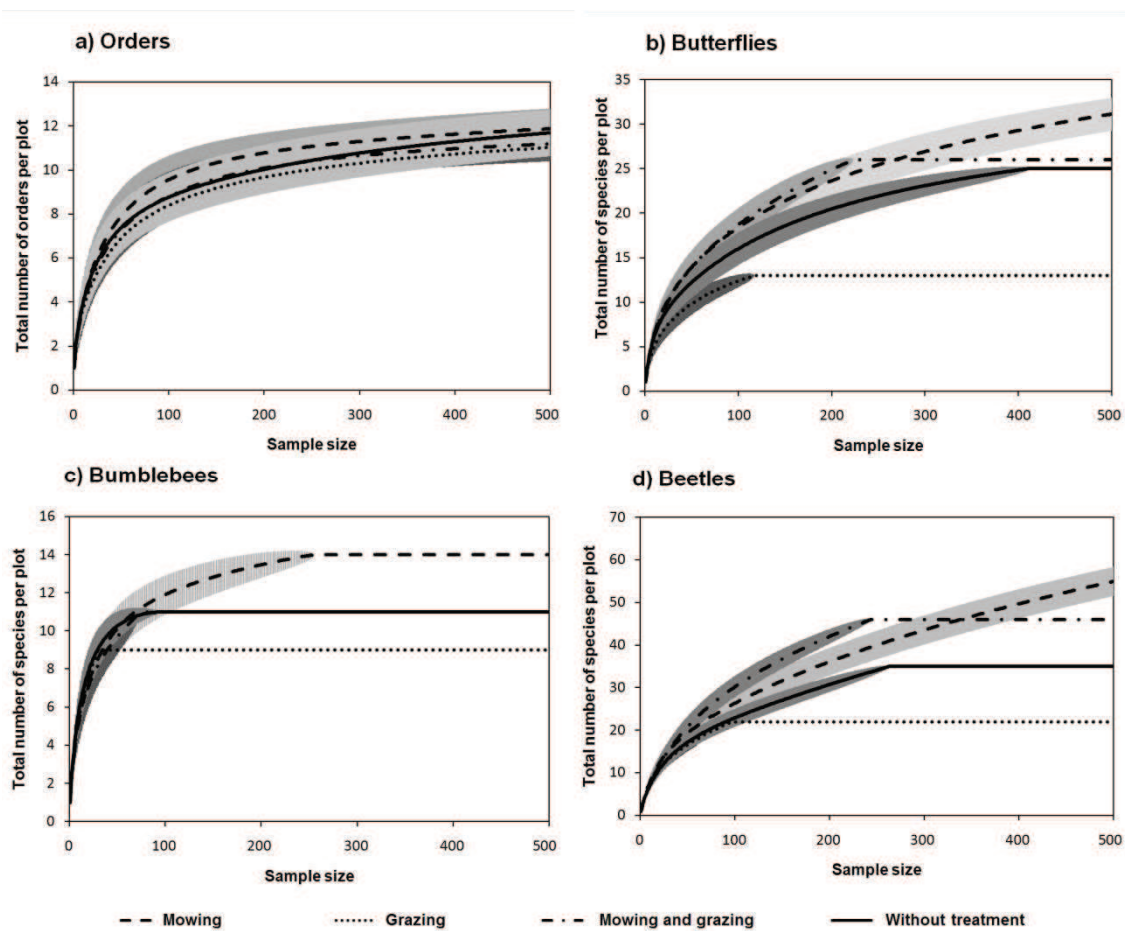 a) Orders
Total number of orders per plot
14
12
10
8
6
4
2
0
0 100 200 300 400 500
Sample size
b) Butterflies
Total number of species per plot
35
30
25
20
15
10
5
0
0 100 200 300 400 500
Sample size
c) Bumblebees
Total number of species per plot
16
14
12
10
8
6
4
2
0
0 100 200 300 400 500
Sample size
d) Beetles
Total number of species per plot
70
60
50
40
30
20
10
0
0 100 200 300 400 500
Sample size
Mowing Grazing Mowing and grazing Without treatment